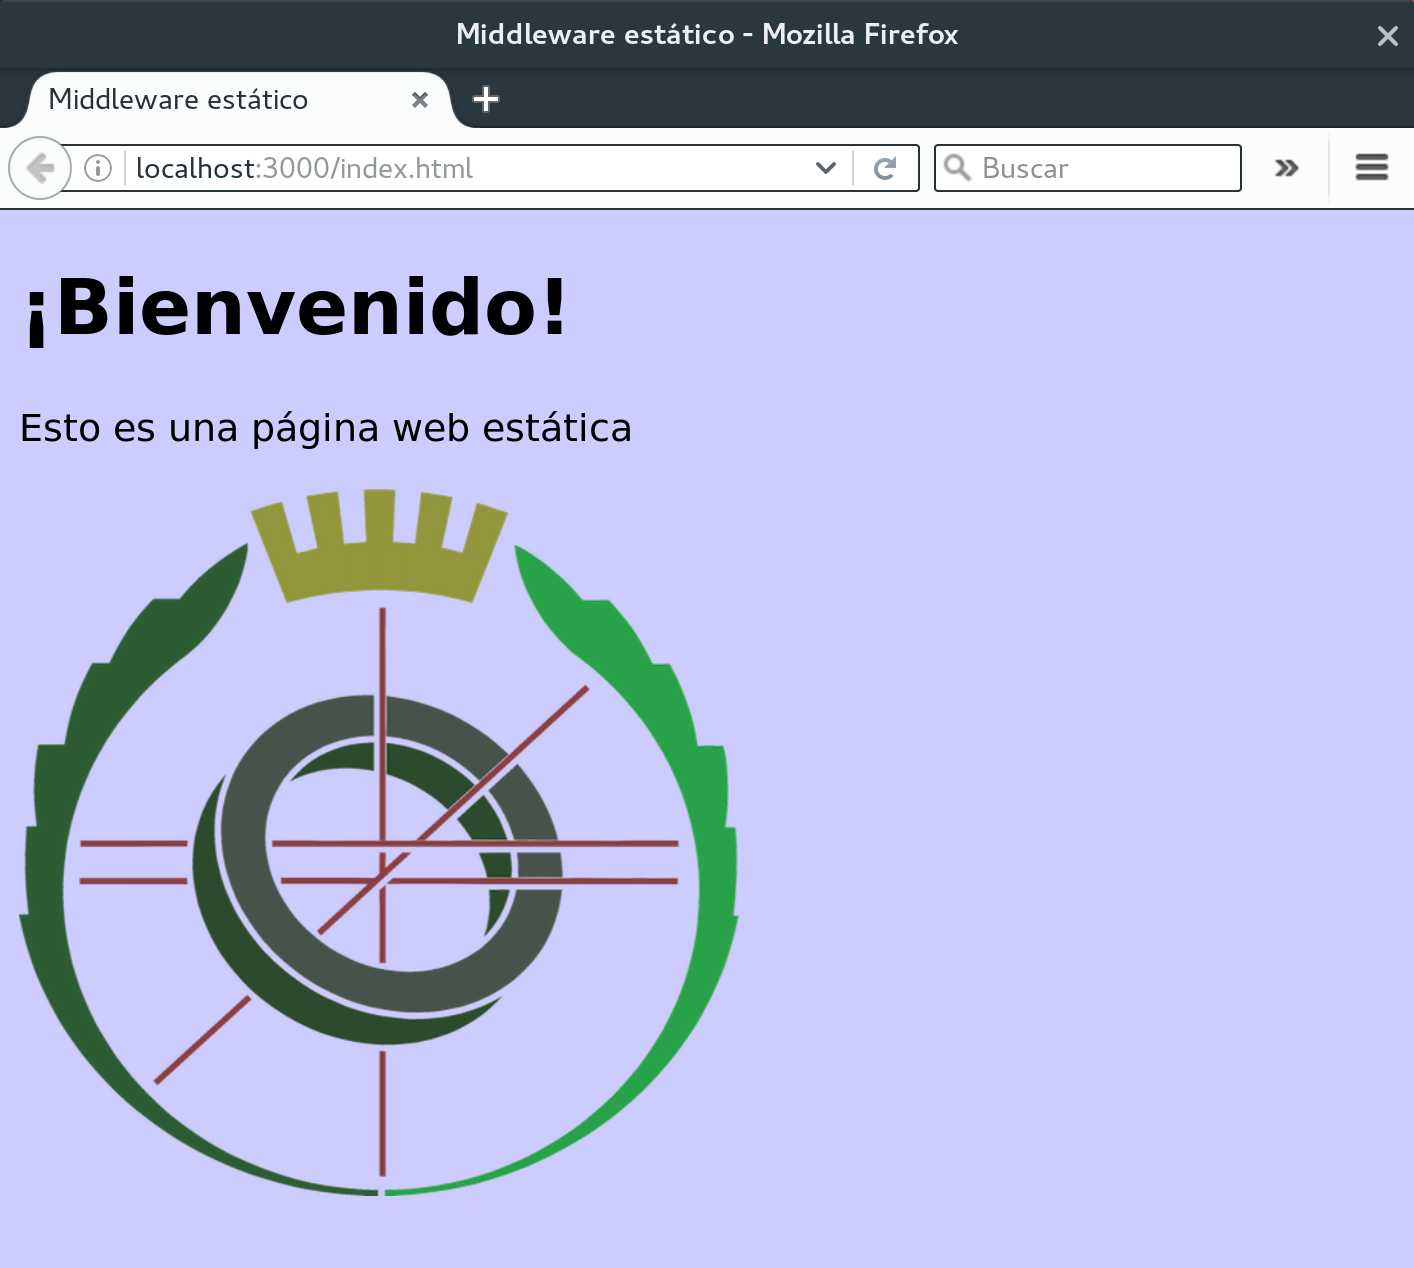 Middleware estático - Mozilla Firefox
Middleware estático
localhost:3000/index.html
Buscar
¡Bienvenido!
Esto es una página web estática